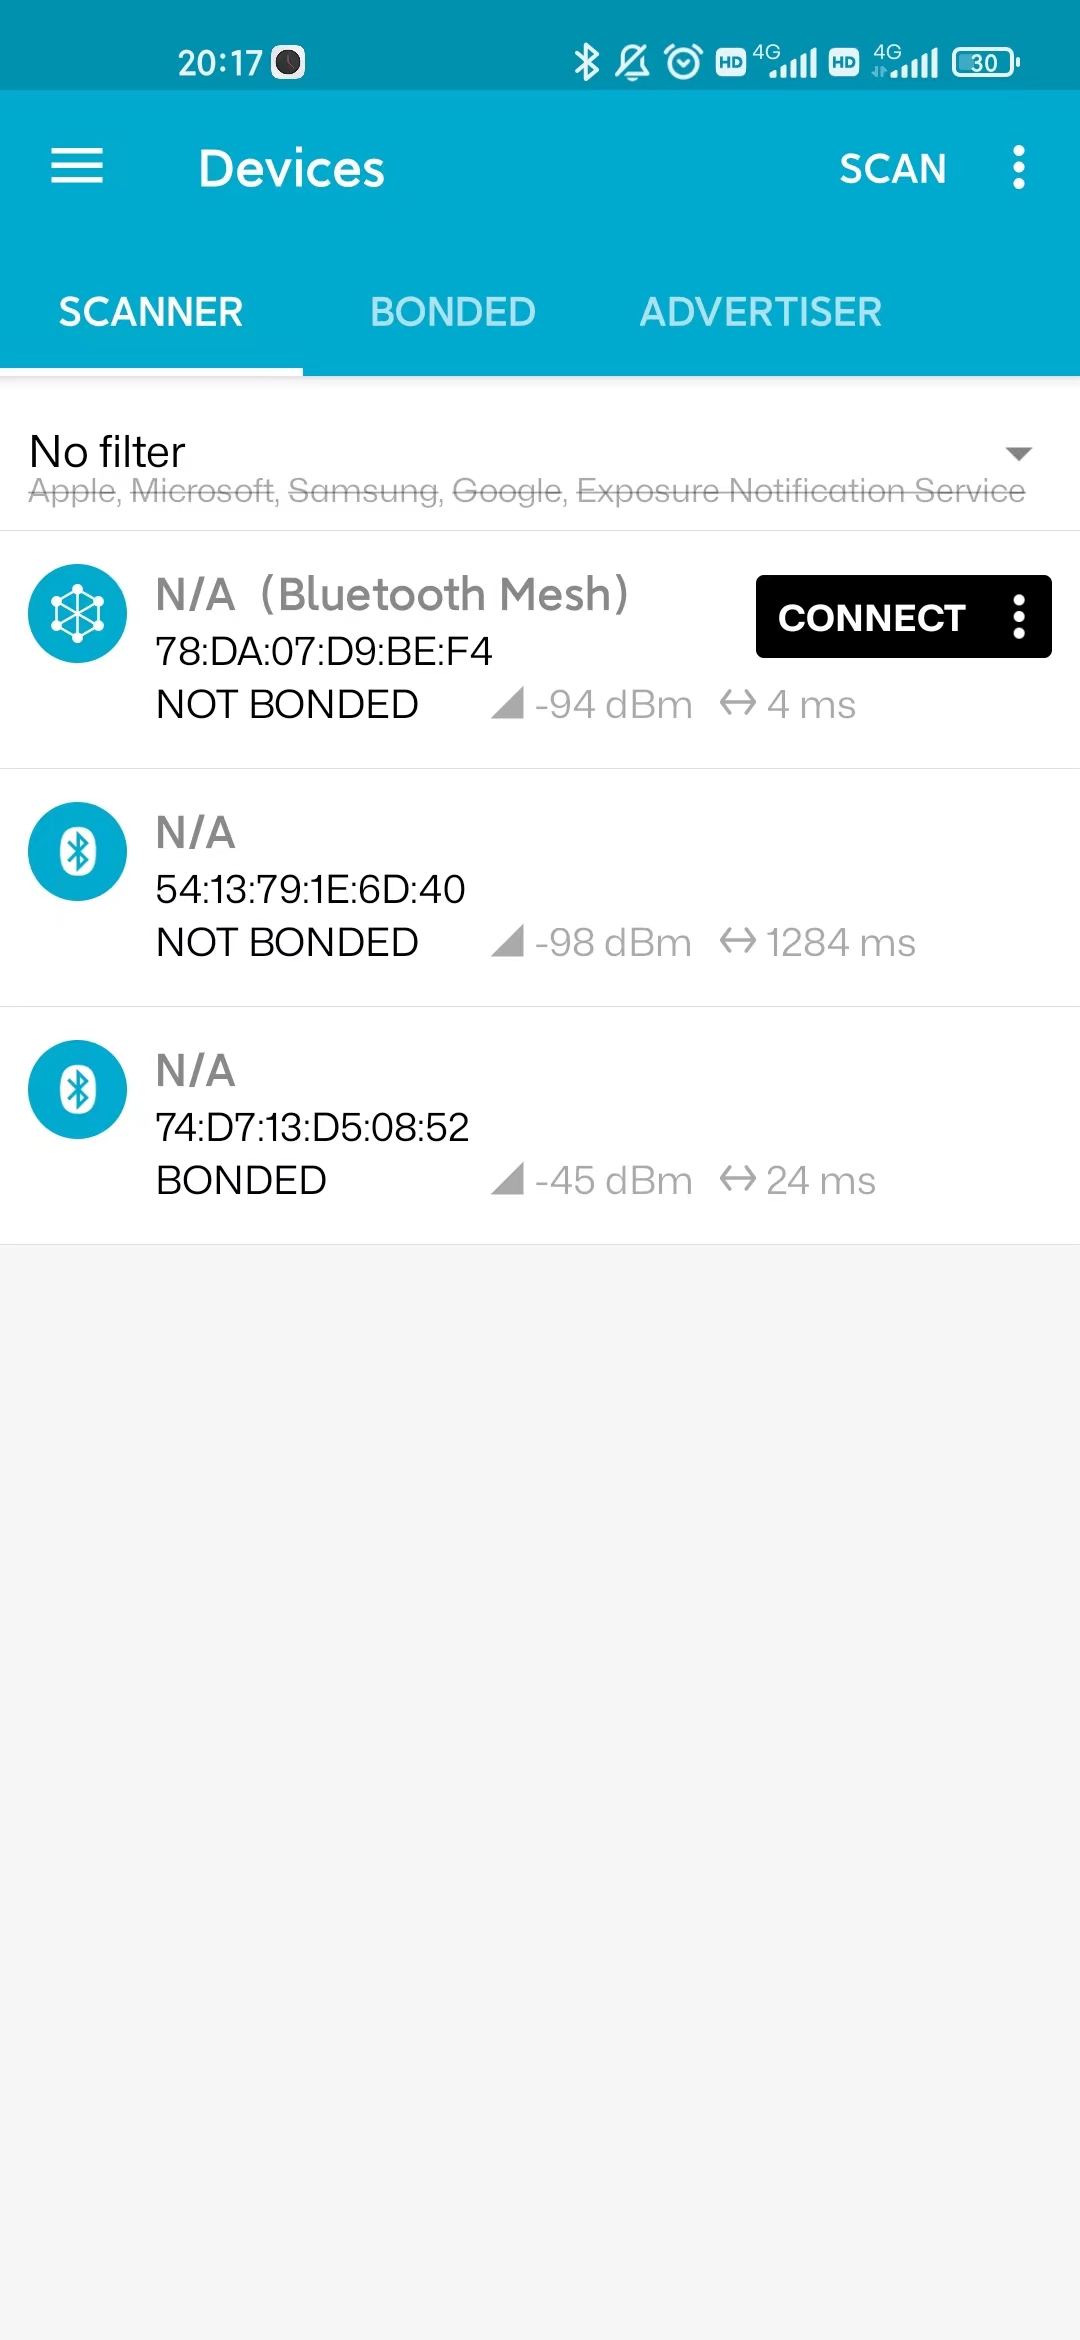 20:17 HD 4G HD 4G 30
Devices SCAN
SCANNER BONDED ADVERTISER
No filter
Apple, Microsoft, Samsung, Google, Exposure Notification Service
N/A (Bluetooth Mesh)
CONNECT
78:DA:07:D9:BE:F4
NOT BONDED -94 dBm 4 ms
N/A
54:13:79:1E:6D:40
NOT BONDED -98 dBm 1284 ms
N/A
74:D7:13:D5:08:52
BONDED -45 dBm 24 ms